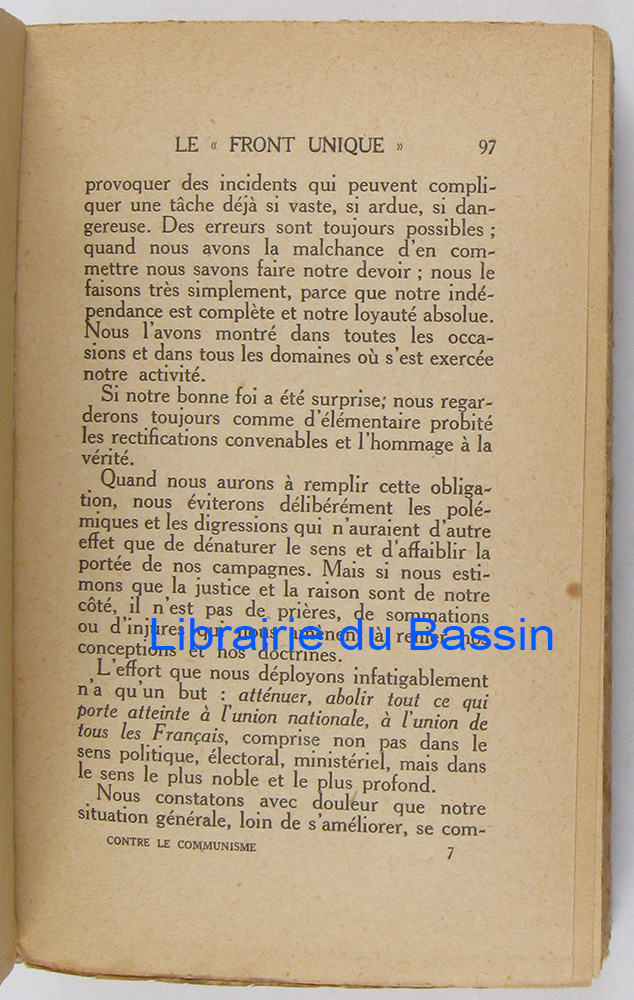 LE « FRONT UNIQUE » 97
provoquer des incidents qui peuvent compli-
quer une tâche déjà si vaste, si ardue, si dan-
gereuse. Des erreurs sont toujours possibles ;
quand nous avons la malchance d'en com-
mettre nous savons faire notre devoir ; nous le
faisons très simplement, parce que notre indé-
pendance est complète et notre loyauté absolue.
Nous l'avons montré dans toutes les occa-
sions et dans tous les domaines où s'est exercée
notre activité.
Si notre bonne foi a été surprise; nous regar-
derons toujours comme d'élémentaire probité
les rectifications convenables et l'hommage à la
vérité.
Quand nous aurons à remplir cette obliga-
tion, nous éviterons délibérément les polé-
miques et les digressions qui n'auraient d'autre
effet que de dénaturer le sens et d'affaiblir la
portée de nos campagnes. Mais si nous esti-
mons que la justice et la raison sont de notre
côté, il n'est pas de prières, de sommations
ou d'injures qui nous amènent à renier nos
Librairie du Bassin
conceptions et nos doctrines.
L'effort que nous déployons infatigablement
n'a qu'un but : atténuer, abolir tout ce qui
porte atteinte à l'union nationale, à l'union de
tous les Français, comprise non pas dans le
sens politique, électoral, ministériel, mais dans
le sens le plus noble et le plus profond.
Nous constatons avec douleur que notre
situation générale, loin de s'améliorer, se com-
CONTRE LE COMMUNISME 7